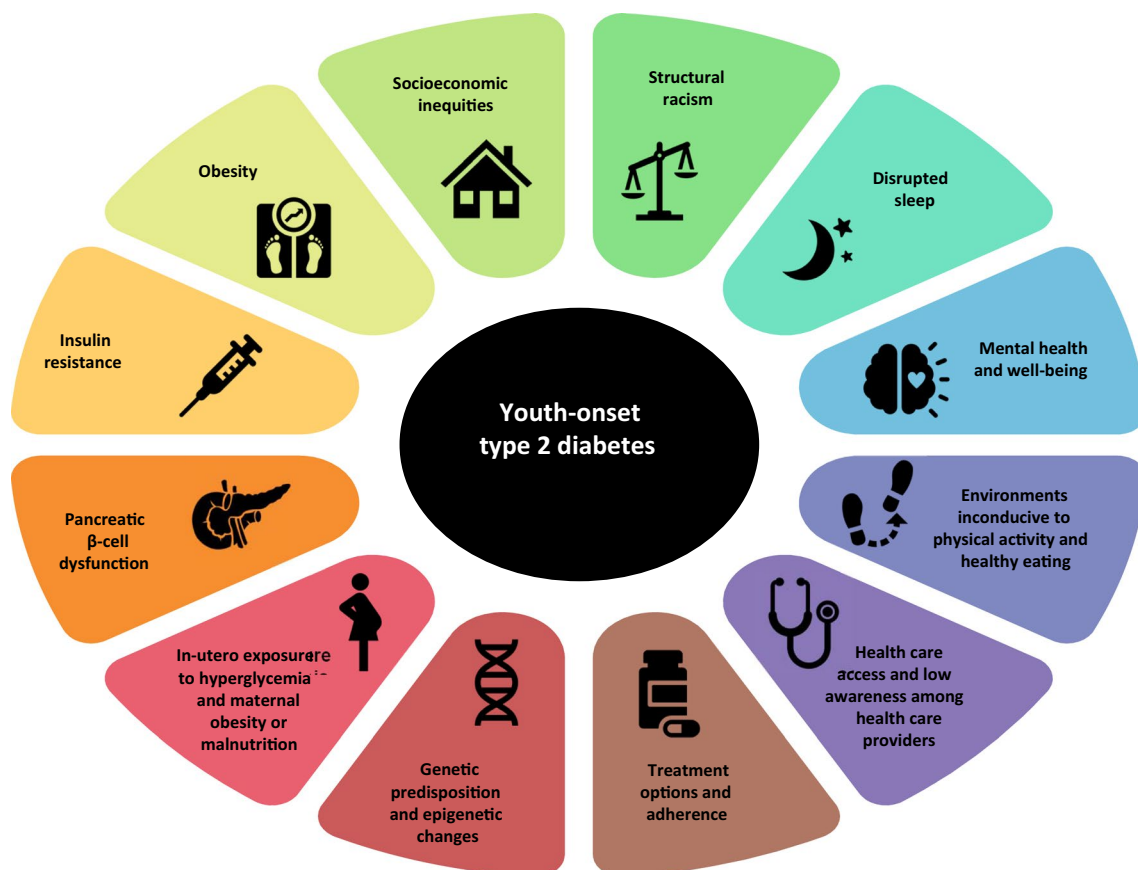 Socioeconomic
inequities
Structural
racism
Disrupted
sleep
Mental health
and well-being
Environments
inconducive to
physical activity and
healthy eating
Health care
access and low
awareness among
health care
providers
Treatment
options and
adherence
Genetic
predisposition
and epigenetic
changes
In-utero exposure
to hyperglycemia
and maternal
obesity or
malnutrition
Pancreatic
β-cell
dysfunction
Insulin
resistance
Obesity
Youth-onset
type 2 diabetes